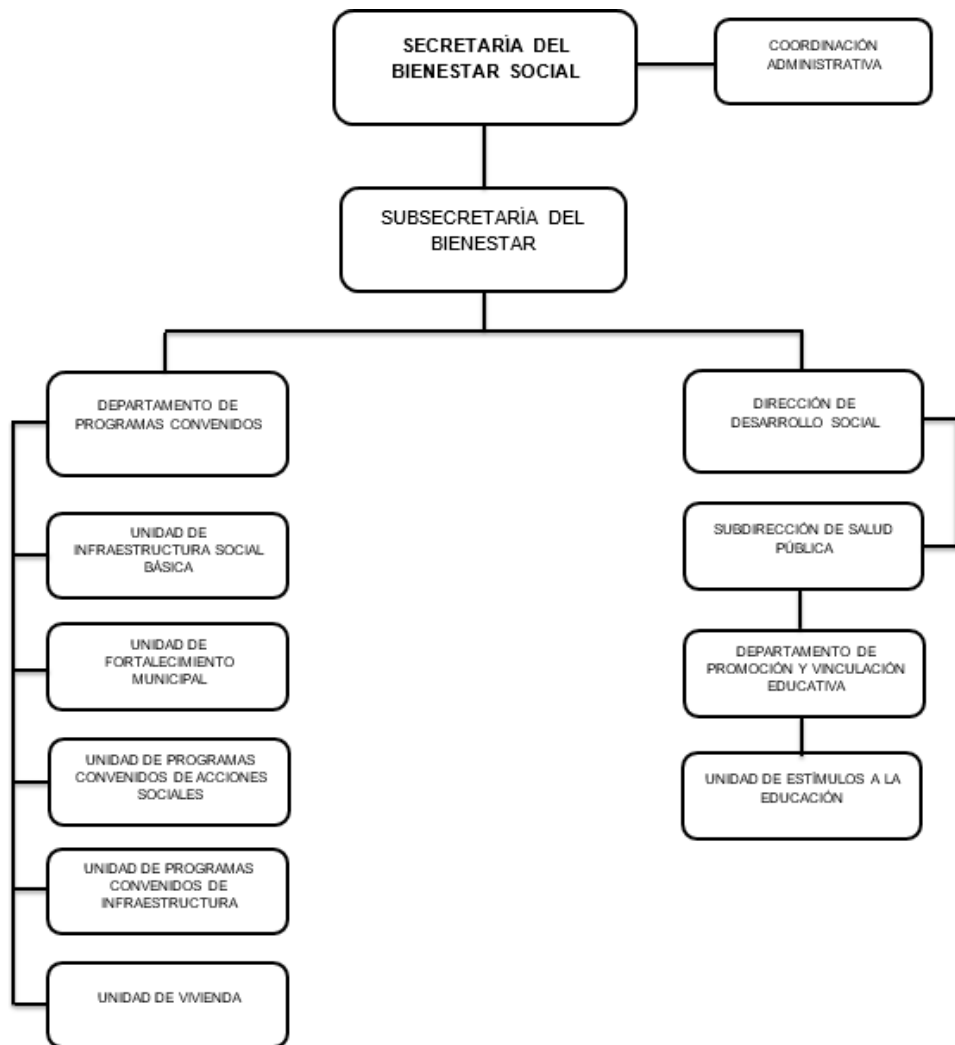 SECRETARÌA DEL
BIENESTAR SOCIAL
COORDINACIÓN
ADMINISTRATIVA
SUBSECRETARÌA DEL
BIENESTAR
DEPARTAMENTO DE
PROGRAMAS CONVENIDOS
UNIDAD DE
INFRAESTRUCTURA SOCIAL
BÁSICA
UNIDAD DE
FORTALECIMIENTO
MUNICIPAL
UNIDAD DE PROGRAMAS
CONVENIDOS DE ACCIONES
SOCIALES
UNIDAD DE PROGRAMAS
CONVENIDOS DE
INFRAESTRUCTURA
UNIDAD DE VIVIENDA
DIRECCIÓN DE
DESARROLLO SOCIAL
SUBDIRECCIÓN DE SALUD
PÚBLICA
DEPARTAMENTO DE
PROMOCIÓN Y VINCULACIÓN
EDUCATIVA
UNIDAD DE ESTÍMULOS A LA
EDUCACIÓN